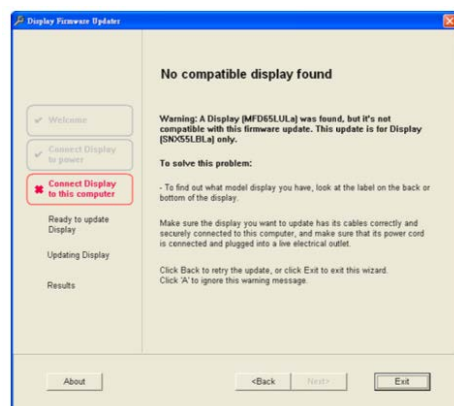 Display Firmware Updater
No compatible display found
Welcome
Connect Display
to power
Connect Display
to this computer
Ready to update
Display
Updating Display
Results
Warning: A Display (MFD65LULa) was found, but it's not
compatible with this firmware update. This update is for Display
(SNX55LBLa) only.
To solve this problem:
- To find out what model display you have, look at the label on the back or
bottom of the display.
Make sure the display you want to update has its cables correctly and
securely connected to this computer, and make sure that its power cord
is connected and plugged into a live electrical outlet.
Click Back to retry the update, or click Exit to exit this wizard.
Click 'A' to ignore this warning message.
About
<Back
Next>
Exit